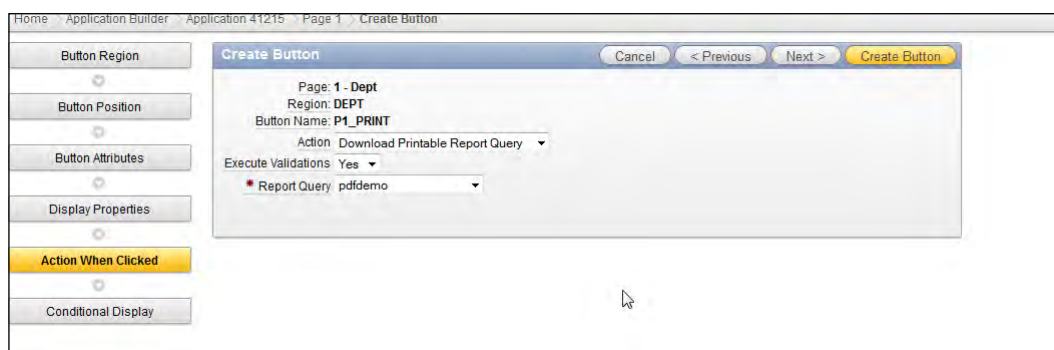 Home Application Builder Application 41215 Page 1 Create Button
Button Region
Button Position
Button Attributes
Display Properties
Action When Clicked
Conditional Display
Create Button Cancel < Previous Next > Create Button
Page: 1 - Dept
Region: DEPT
Button Name: P1_PRINT
Action Download Printable Report Query
Execute Validations Yes
* Report Query pdfdemo